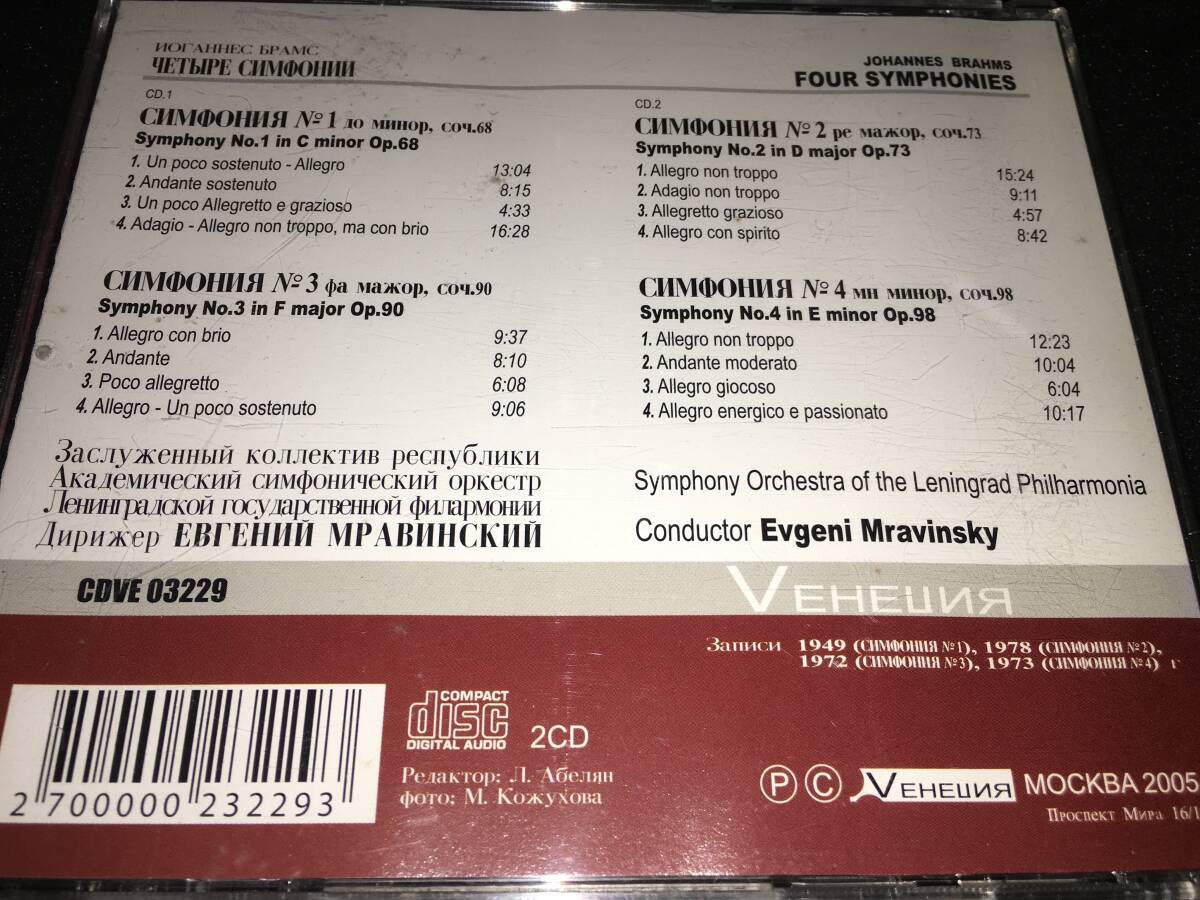 ИОГАННЕС БРАМС
ЧЕТЫРЕ СИМФОНИИ
JOHANNES BRAHMS
FOUR SYMPHONIES
CD.1
СИМФОНИЯ №1 до минор, соч.68
Symphony No.1 in C minor Op.68
1. Un poco sostenuto - Allegro 13:04
2. Andante sostenuto 8:15
3. Un poco Allegretto e grazioso 4:33
4. Adagio - Allegro non troppo, ma con brio 16:28
СИМФОНИЯ №3 фа мажор, соч.90
Symphony No.3 in F major Op.90
1. Allegro con brio 9:37
2. Andante 8:10
3. Poco allegretto 6:08
4. Allegro - Un poco sostenuto 9:06
CD.2
СИМФОНИЯ №2 ре мажор, соч.73
Symphony No.2 in D major Op.73
1. Allegro non troppo 15:24
2. Adagio non troppo 9:11
3. Allegretto grazioso 4:57
4. Allegro con spirito 8:42
СИМФОНИЯ №4 мн минор, соч.98
Symphony No.4 in E minor Op.98
1. Allegro non troppo 12:23
2. Andante moderato 10:04
3. Allegro giocoso 6:04
4. Allegro energico e passionato 10:17
Заслуженный коллектив республики
Академический симфонический оркестр
Ленинградской государственной филармонии
Дирижер ЕВГЕНИЙ МРАВИНСКИЙ
Symphony Orchestra of the Leningrad Philharmonia
Conductor Evgeni Mravinsky
CDVE 03229
VЕНЕЦИЯ
Записи 1949 (СИМФОНИЯ №1), 1978 (СИМФОНИЯ №2),
1972 (СИМФОНИЯ №3), 1973 (СИМФОНИЯ №4) г
2 700000 232293
COMPACT
disc
DIGITAL AUDIO
2CD
Редактор: Л. Абелян
фото: М. Кожухова
Ⓟ Ⓒ VЕНЕЦИЯ МОСКВА 2005
Проспект Мира 16/1